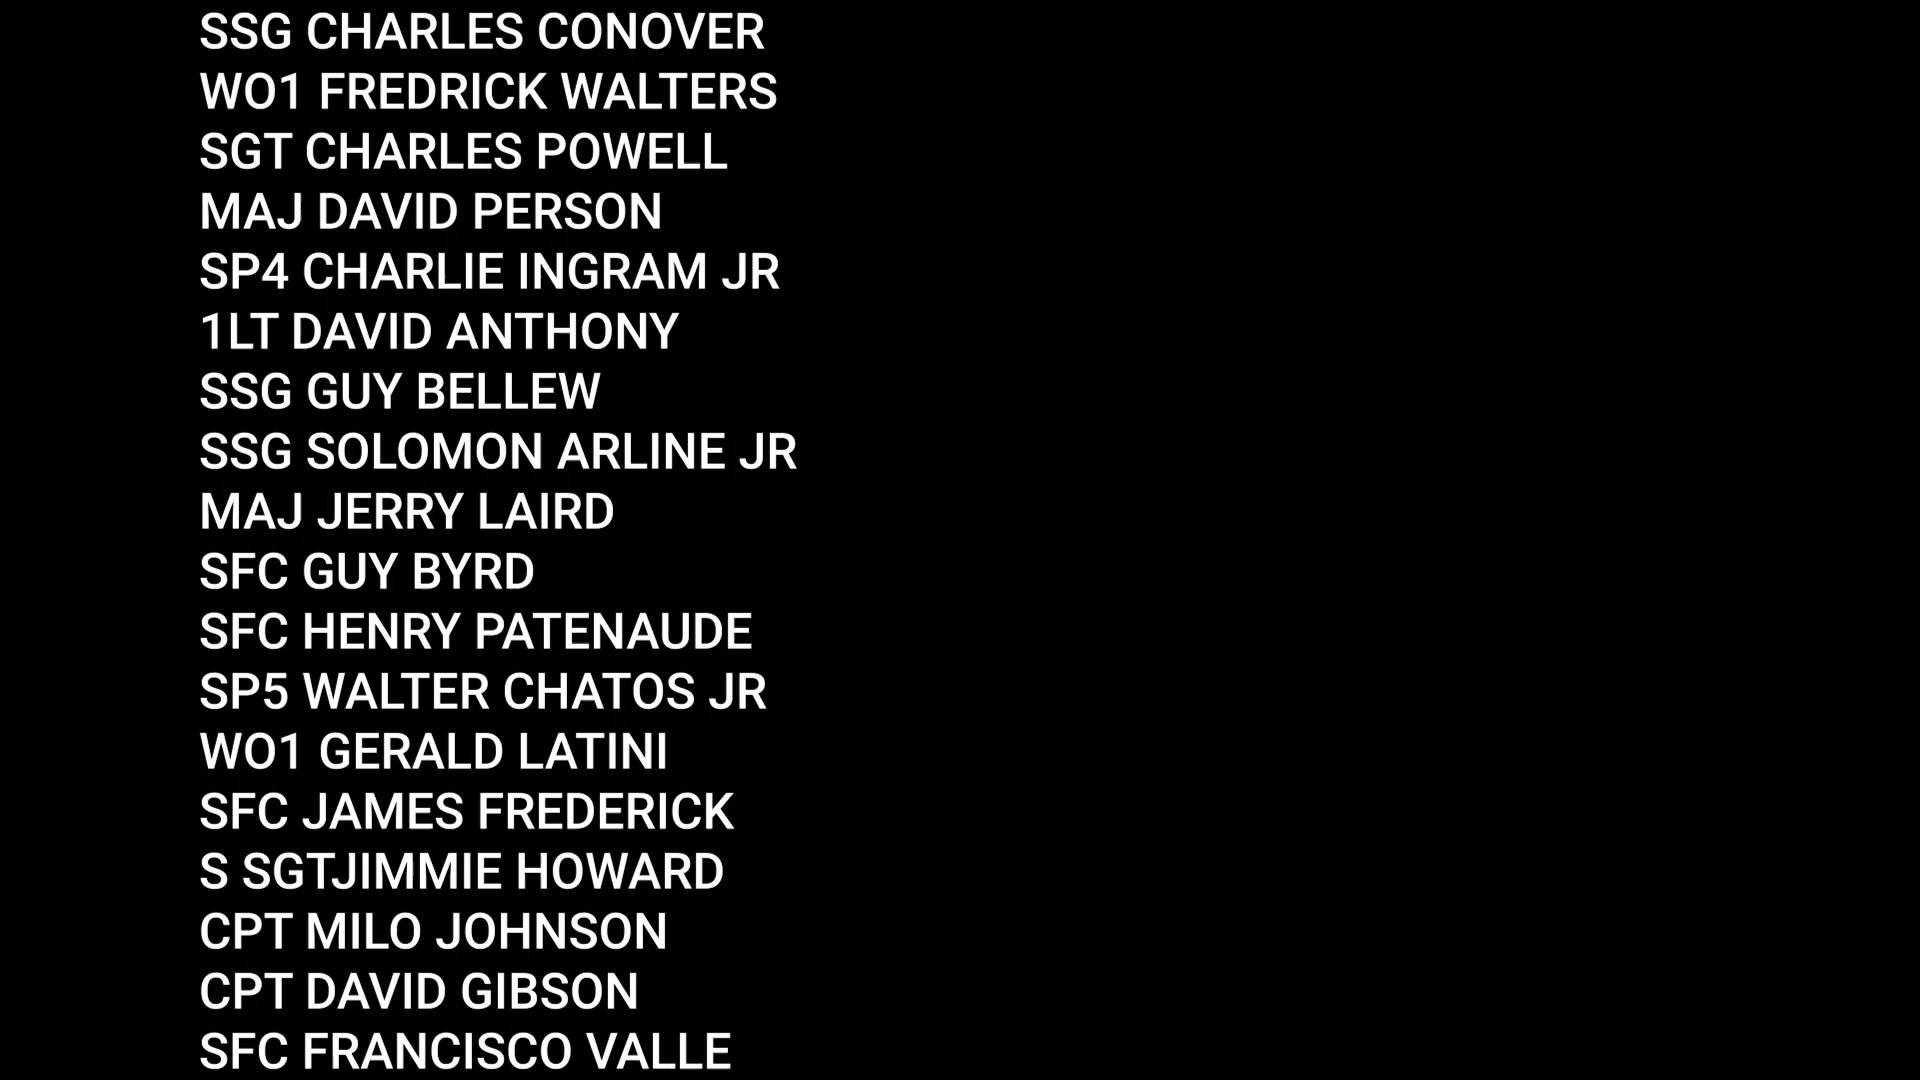 SSG CHARLES CONOVER
WO1 FREDRICK WALTERS
SGT CHARLES POWELL
MAJ DAVID PERSON
SP4 CHARLIE INGRAM JR
1LT DAVID ANTHONY
SSG GUY BELLEW
SSG SOLOMON ARLINE JR
MAJ JERRY LAIRD
SFC GUY BYRD
SFC HENRY PATENAUDE
SP5 WALTER CHATOS JR
WO1 GERALD LATINI
SFC JAMES FREDERICK
S SGTJIMMIE HOWARD
CPT MILO JOHNSON
CPT DAVID GIBSON
SFC FRANCISCO VALLE